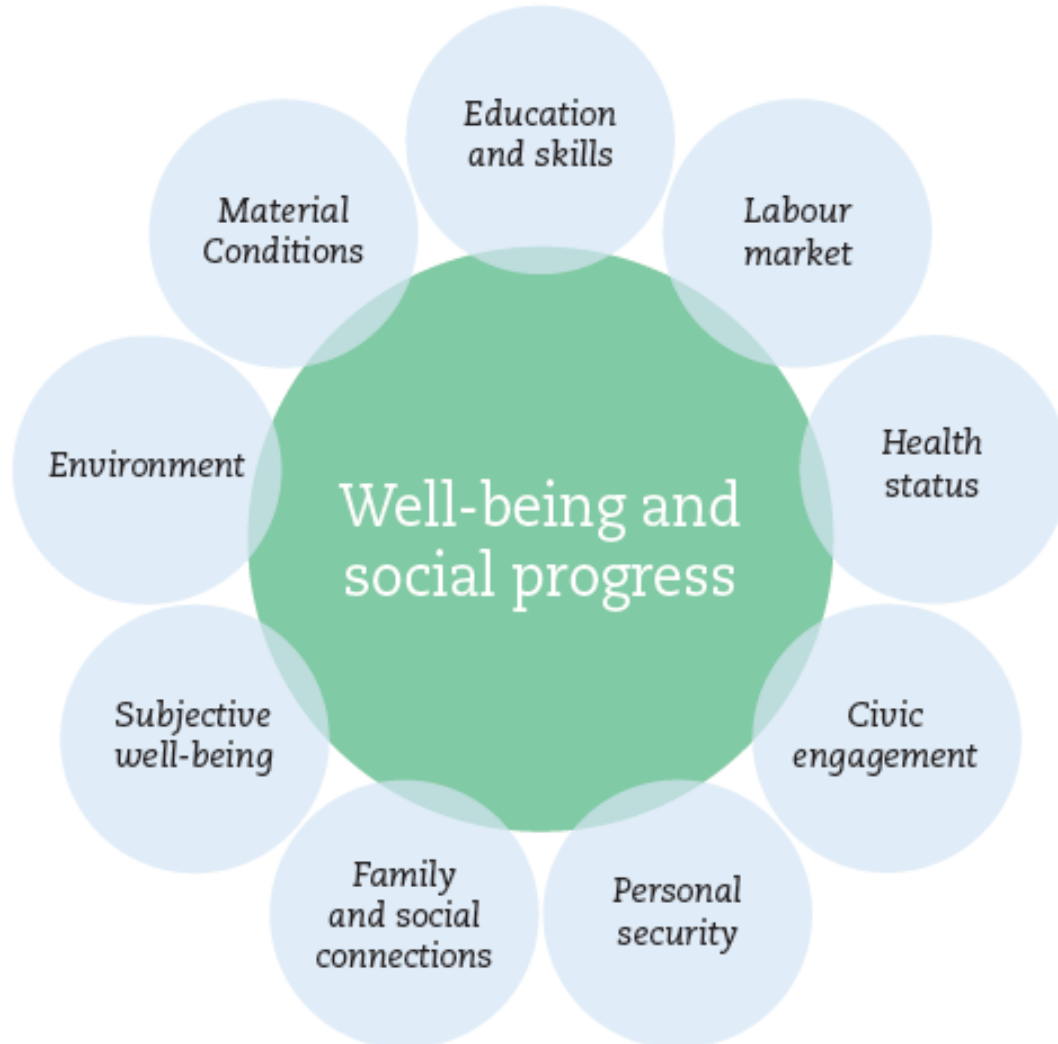 Education
and skills
Labour
market
Health
status
Civic
engagement
Personal
security
Family
and social
connections
Subjective
well-being
Environment
Material
Conditions
Well-being and
social progress